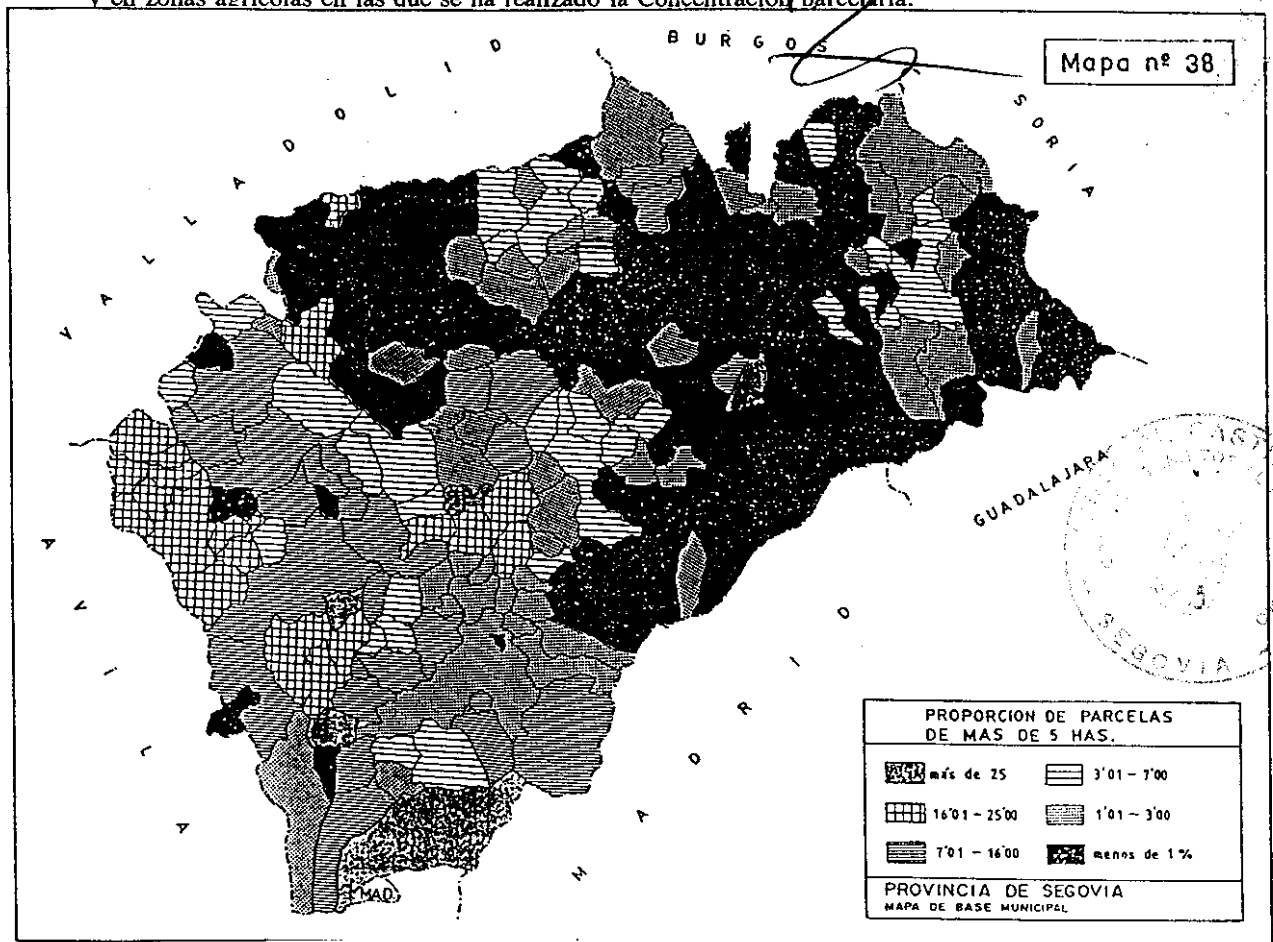 y en zonas agrícolas en las que se ha realizado la Concentración Parcelaria.
BURGOS
Mapa nº 38
SORIA
VALLADOLID
GUADALAJARA
AVILA
MADRID
MAD.
PROPORCION DE PARCELAS
DE MAS DE 5 HAS.
más de 25
3'01 - 7'00
16'01 - 25'00
1'01 - 3'00
7'01 - 16'00
menos de 1%
PROVINCIA DE SEGOVIA
MAPA DE BASE MUNICIPAL